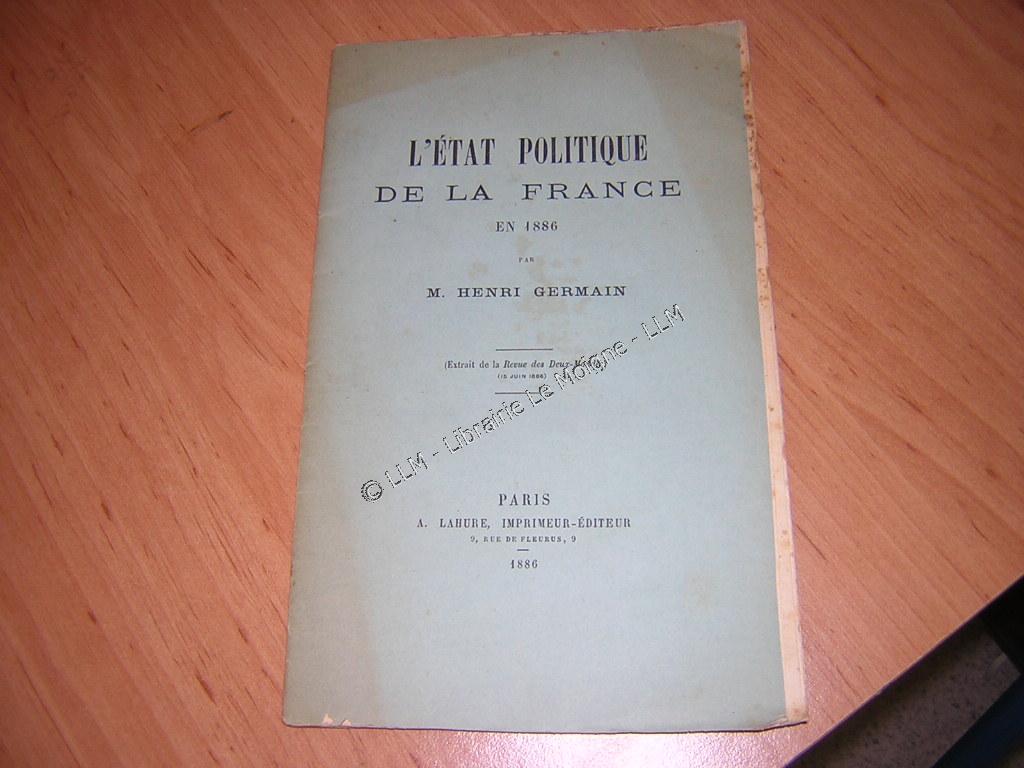 L'ÉTAT POLITIQUE
DE LA FRANCE
EN 1886
PAR
M. HENRI GERMAIN
(Extrait de la Revue des Deux-
(15 JUIN 1886)
© LLM - Librairie Le Moigne - LLM
PARIS
A. LAHURE, IMPRIMEUR-ÉDITEUR
9, RUE DE FLEURUS, 9
1886